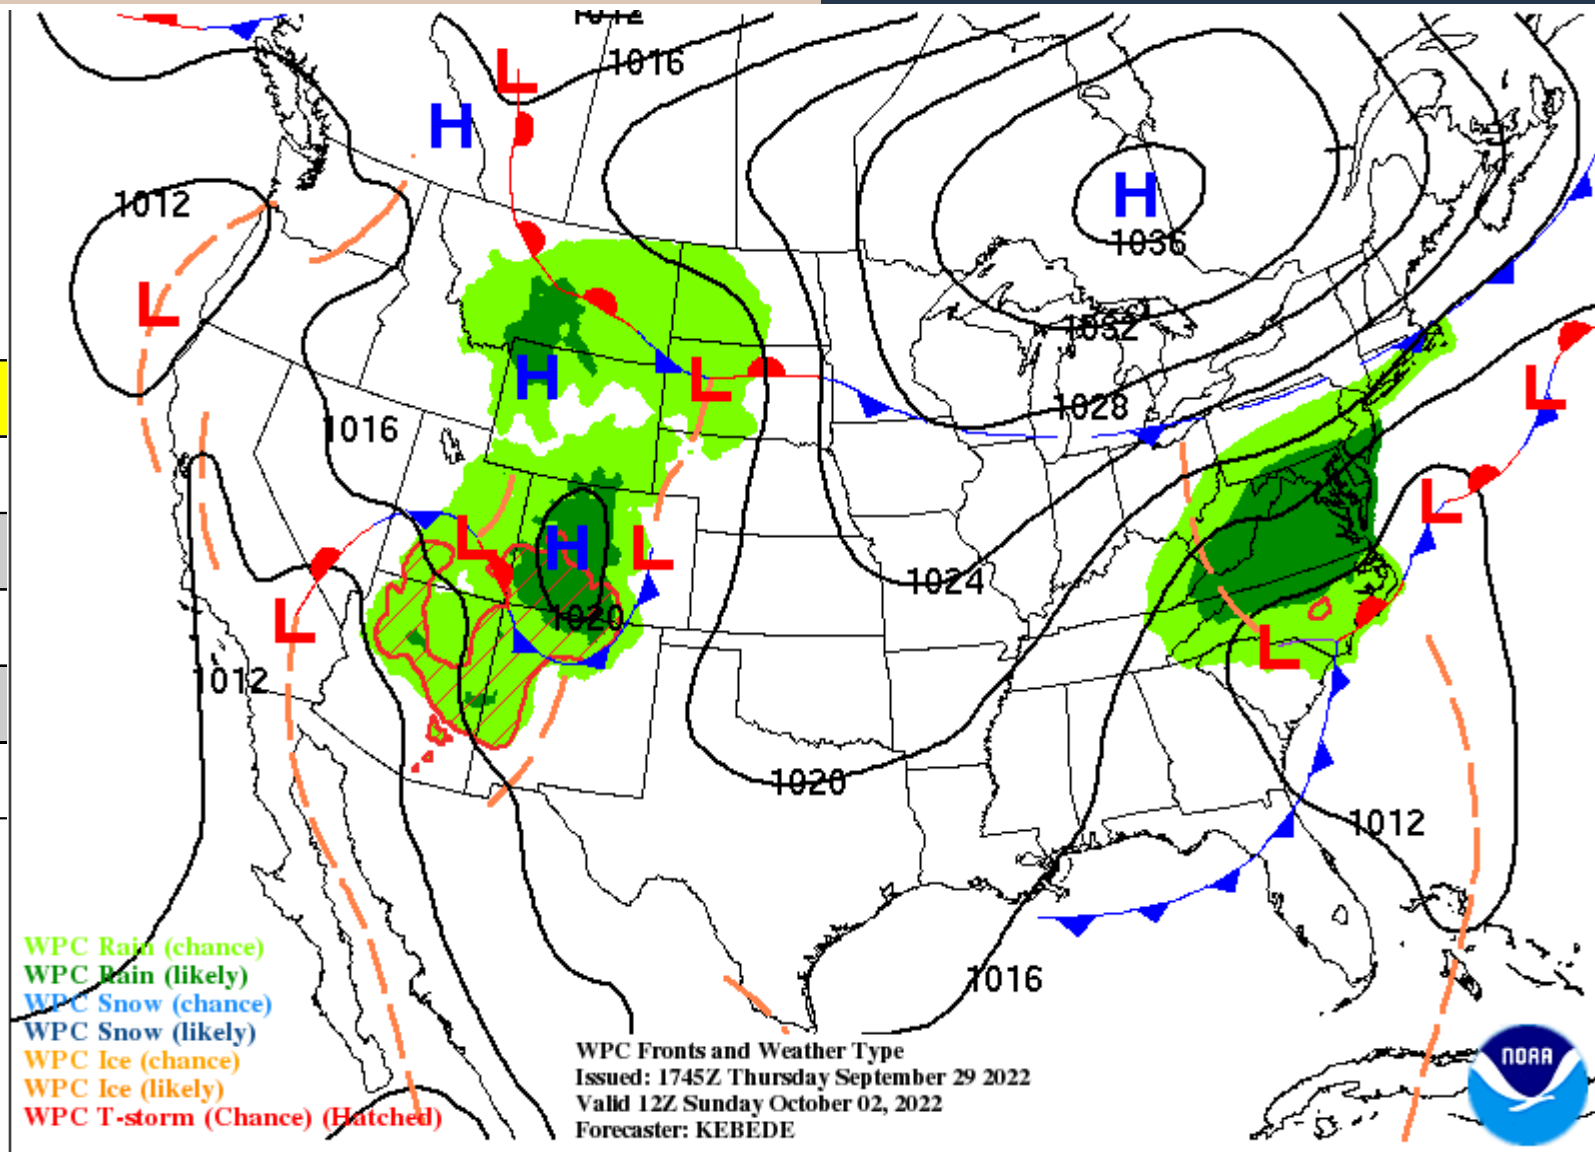 1012
1016
L
H
1012
H
1036
L
1032
H
L
L
1028
1016
L
L
H
L
1024
L
1020
L
1012
1020
1012
1016
WPC Rain (chance)
WPC Rain (likely)
WPC Snow (chance)
WPC Snow (likely)
WPC Ice (chance)
WPC Ice (likely)
WPC T-storm (Chance) (Hatched)
WPC Fronts and Weather Type
Issued: 1745Z Thursday September 29 2022
Valid 12Z Sunday October 02, 2022
Forecaster: KEBEDE
NOAA